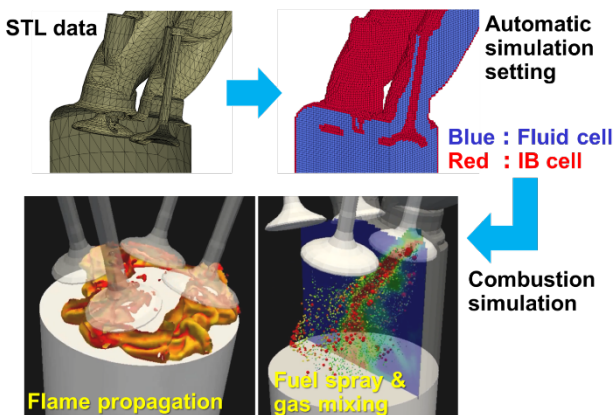 STL data
Automatic
simulation
setting
Blue : Fluid cell
Red : IB cell
Combustion
simulation
Flame propagation
Fuel spray &
gas mixing